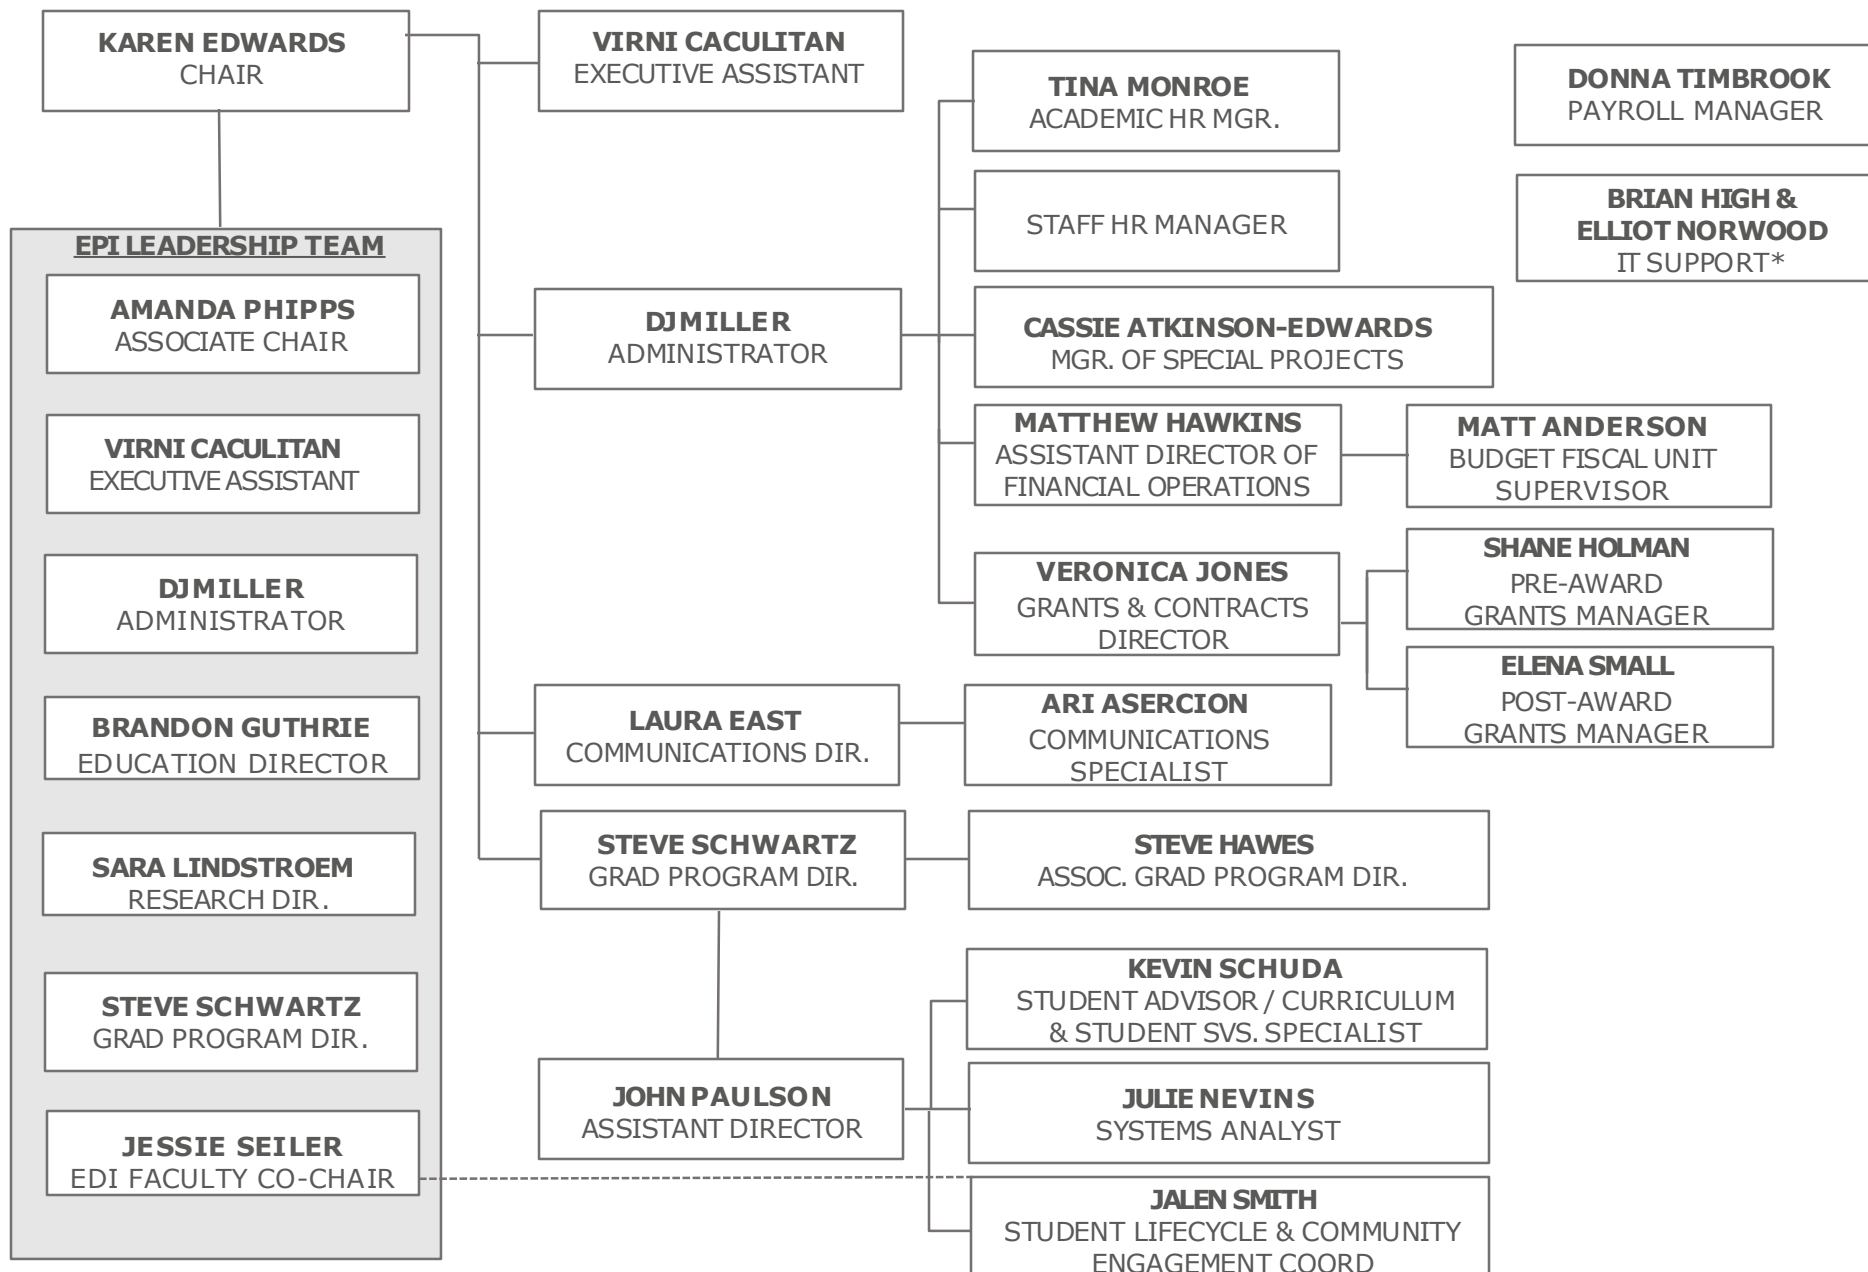 KAREN EDWARDS
CHAIR
VIRNI CACULITAN
EXECUTIVE ASSISTANT
TINA MONROE
ACADEMIC HR MGR.
DONNA TIMBROOK
PAYROLL MANAGER
STAFF HR MANAGER
BRIAN HIGH &
ELLIOT NORWOOD
IT SUPPORT*
EPI LEADERSHIP TEAM
AMANDA PHIPPS
ASSOCIATE CHAIR
VIRNI CACULITAN
EXECUTIVE ASSISTANT
DJ MILLER
ADMINISTRATOR
BRANDON GUTHRIE
EDUCATION DIRECTOR
SARA LINDSTROEM
RESEARCH DIR.
STEVE SCHWARTZ
GRAD PROGRAM DIR.
JESSIE SEILER
EDI FACULTY CO-CHAIR
DJ MILLER
ADMINISTRATOR
CASSIE ATKINSON-EDWARDS
MGR. OF SPECIAL PROJECTS
MATTHEW HAWKINS
ASSISTANT DIRECTOR OF
FINANCIAL OPERATIONS
MATT ANDERSON
BUDGET FISCAL UNIT
SUPERVISOR
VERONICA JONES
GRANTS & CONTRACTS
DIRECTOR
SHANE HOLMAN
PRE-AWARD
GRANTS MANAGER
ELENA SMALL
POST-AWARD
GRANTS MANAGER
LAURA EAST
COMMUNICATIONS DIR.
ARI ASERCION
COMMUNICATIONS
SPECIALIST
STEVE SCHWARTZ
GRAD PROGRAM DIR.
STEVE HAWES
ASSOC. GRAD PROGRAM DIR.
JOHN PAULSON
ASSISTANT DIRECTOR
KEVIN SCHUDA
STUDENT ADVISOR / CURRICULUM
& STUDENT SVS. SPECIALIST
JULIE NEVINS
SYSTEMS ANALYST
JALEN SMITH
STUDENT LIFECYCLE & COMMUNITY
ENGAGEMENT COORD